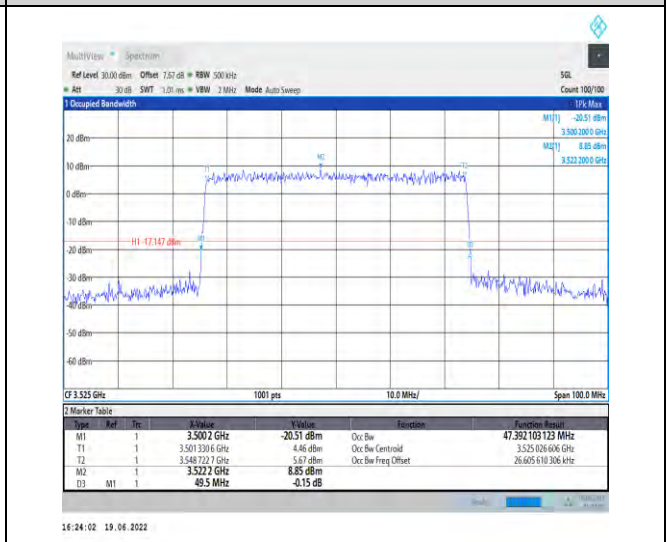 MultiView Spectrum
Ref Level 30.00 dBm Offset 7.67 dB RBW 500 kHz SGL
Att 30 dB SWT 1.01 ms VBW 2 MHz Mode Auto Sweep Count 100/100
1 Occupied Bandwidth 1Pk Max
M1[1] -20.51 dBm
3.500 200 0 GHz
M2[1] 8.85 dBm
3.522 200 0 GHz
20 dBm
M2
10 dBm
T1 T2
0 dBm
-10 dBm
H1 -17.147 dBm
M1
-20 dBm
D3
-30 dBm
-40 dBm
-50 dBm
-60 dBm
CF 3.525 GHz 1001 pts 10.0 MHz/ Span 100.0 MHz
2 Marker Table
Type Ref Trc X-Value Y-Value Function Function Result
M1 1 3.5002 GHz -20.51 dBm Occ Bw 47.392 103 123 MHz
T1 1 3.501 330 6 GHz 4.46 dBm Occ Bw Centroid 3.525 026 606 GHz
T2 1 3.548 722 7 GHz 5.67 dBm Occ Bw Freq Offset 26.605 610 306 kHz
M2 1 3.5222 GHz 8.85 dBm
D3 M1 1 49.5 MHz -0.15 dB
16:24:02 19.06.2022